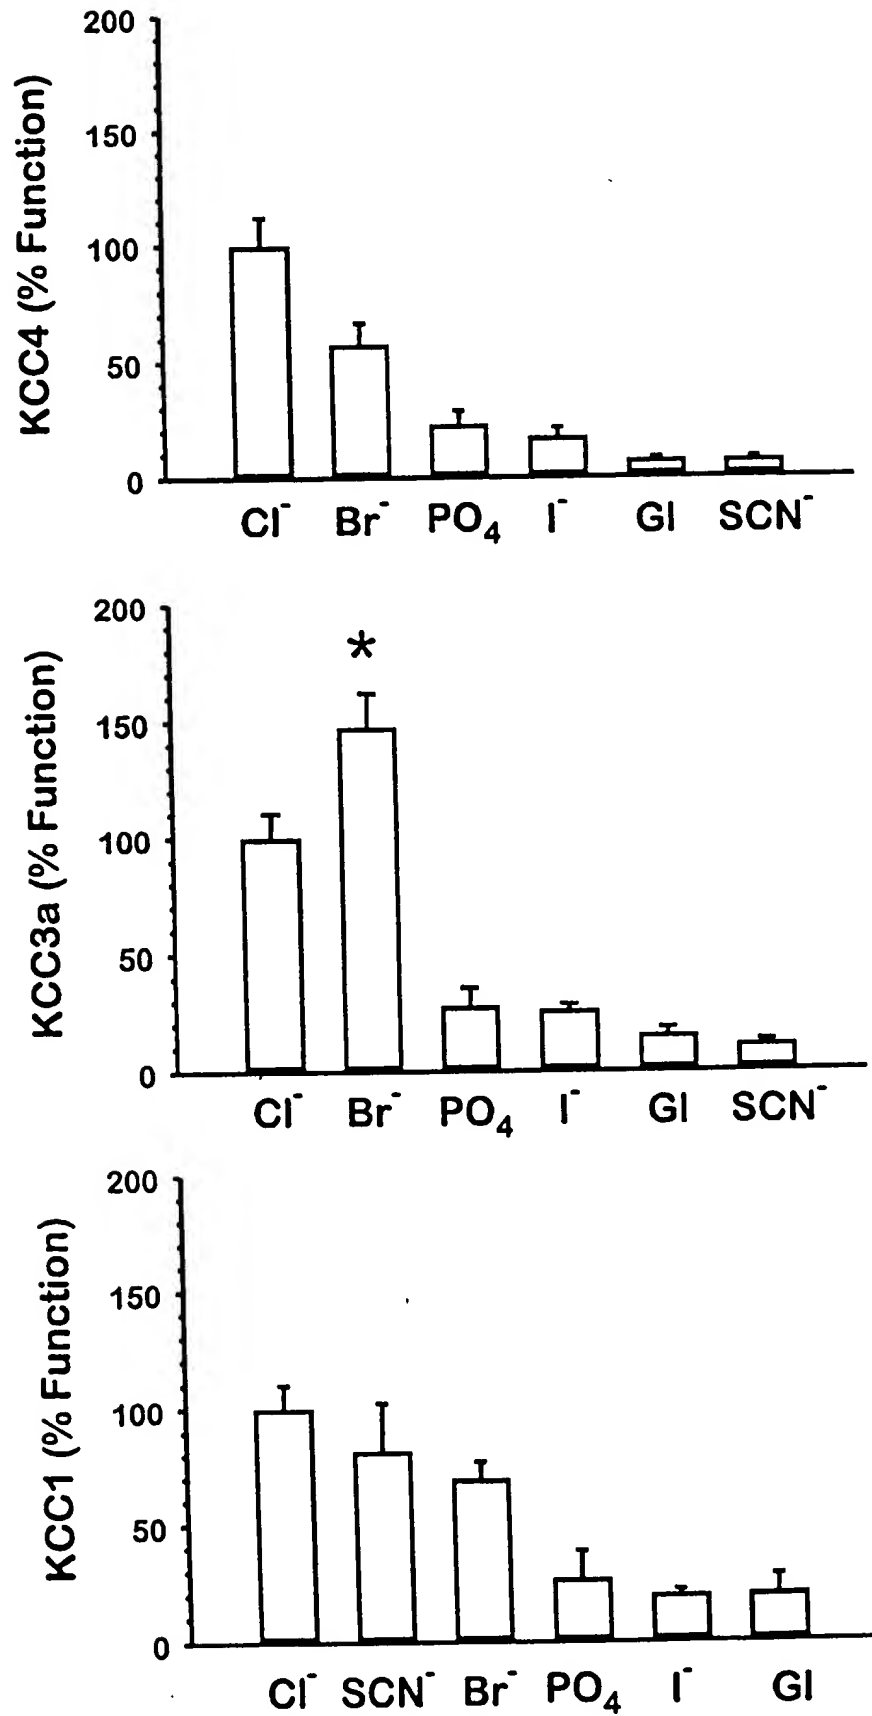 KCC4 (% Function)
200
150
100
50
0
Cl⁻ Br⁻ PO₄ I⁻ Gl SCN⁻
KCC3a (% Function)
200
*
150
100
50
0
Cl⁻ Br⁻ PO₄ I⁻ Gl SCN⁻
KCC1 (% Function)
200
150
100
50
0
Cl⁻ SCN⁻ Br⁻ PO₄ I⁻ Gl